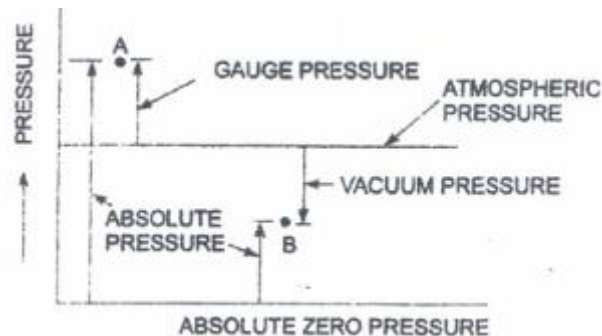 PRESSURE
A
GAUGE PRESSURE
ATMOSPHERIC
PRESSURE
VACUUM PRESSURE
ABSOLUTE
PRESSURE
B
ABSOLUTE ZERO PRESSURE